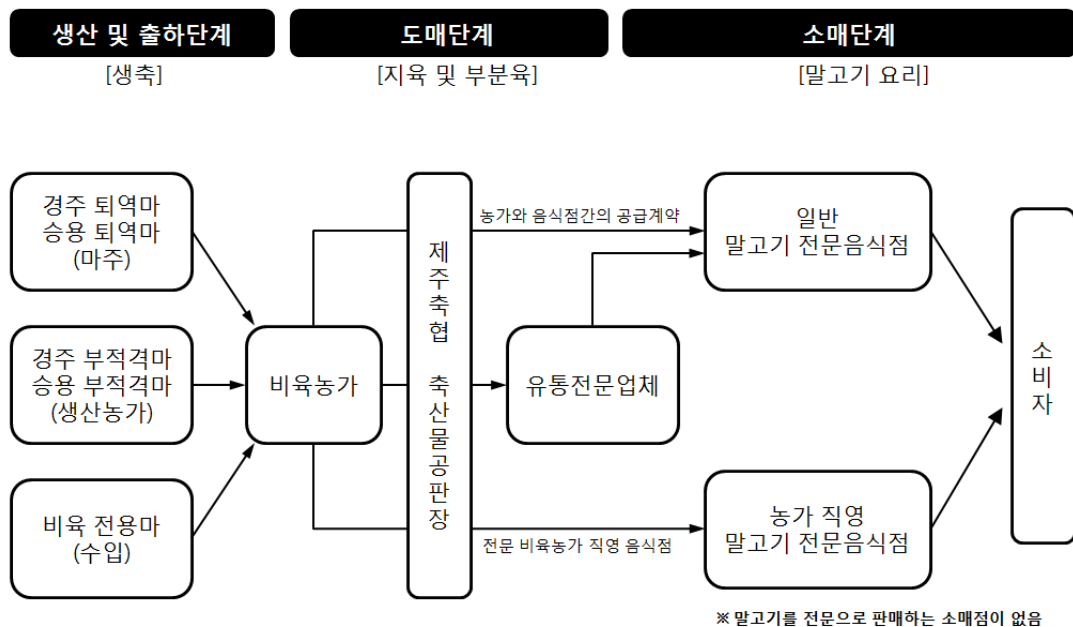 생산 및 출하단계
도매단계
소매단계
[생축]
[지육 및 부분육]
[말고기 요리]
경주 퇴역마
승용 퇴역마
(마주)
경주 부적격마
승용 부적격마
(생산농가)
비육 전용마
(수입)
비육농가
제주축협 축산물공판장
농가와 음식점간의 공급계약
유통전문업체
전문 비육농가 직영 음식점
일반
말고기 전문음식점
농가 직영
말고기 전문음식점
소비자
※ 말고기를 전문으로 판매하는 소매점이 없음